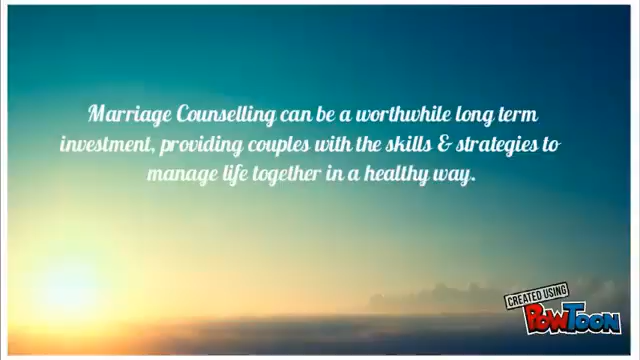 Marriage Counselling can be a worthwhile long term
investment, providing couples with the skills & strategies to
manage life together in a healthy way.
CREATED USING
POWTOON